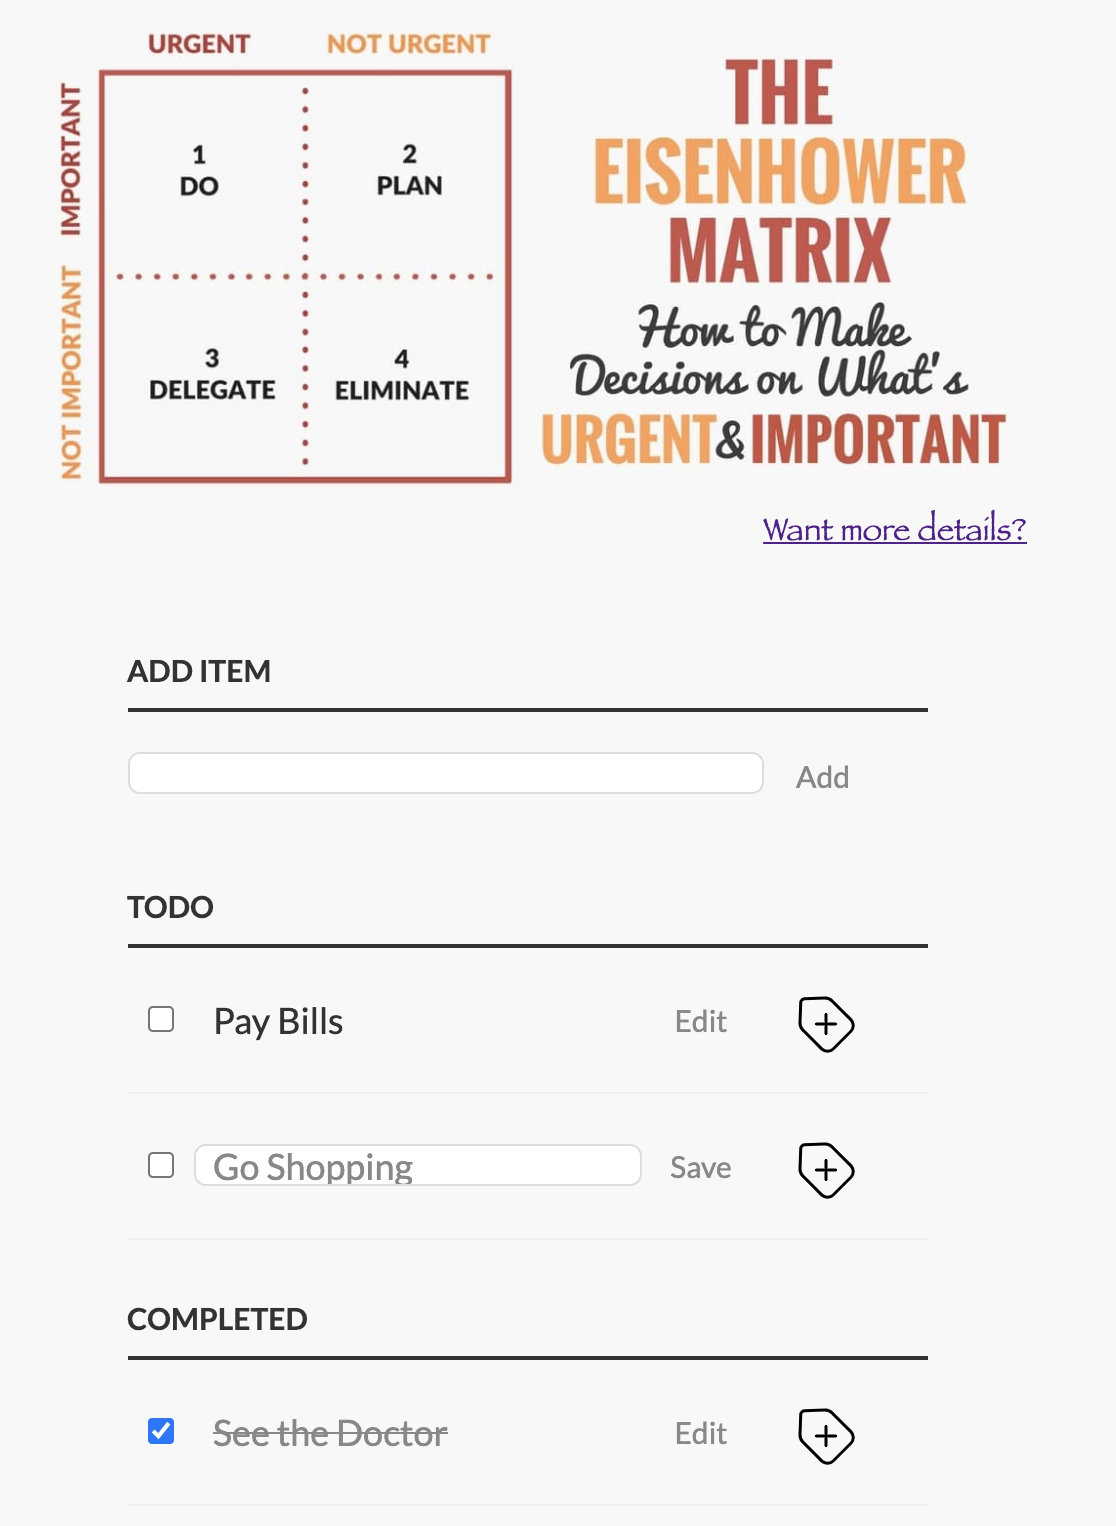 URGENT NOT URGENT
IMPORTANT
1 2
DO PLAN
NOT IMPORTANT
3 4
DELEGATE ELIMINATE
THE
EISENHOWER
MATRIX
How to Make
Decisions on What's
URGENT&IMPORTANT
Want more details?
ADD ITEM
Add
TODO
Pay Bills Edit
Go Shopping Save
COMPLETED
See the Doctor Edit